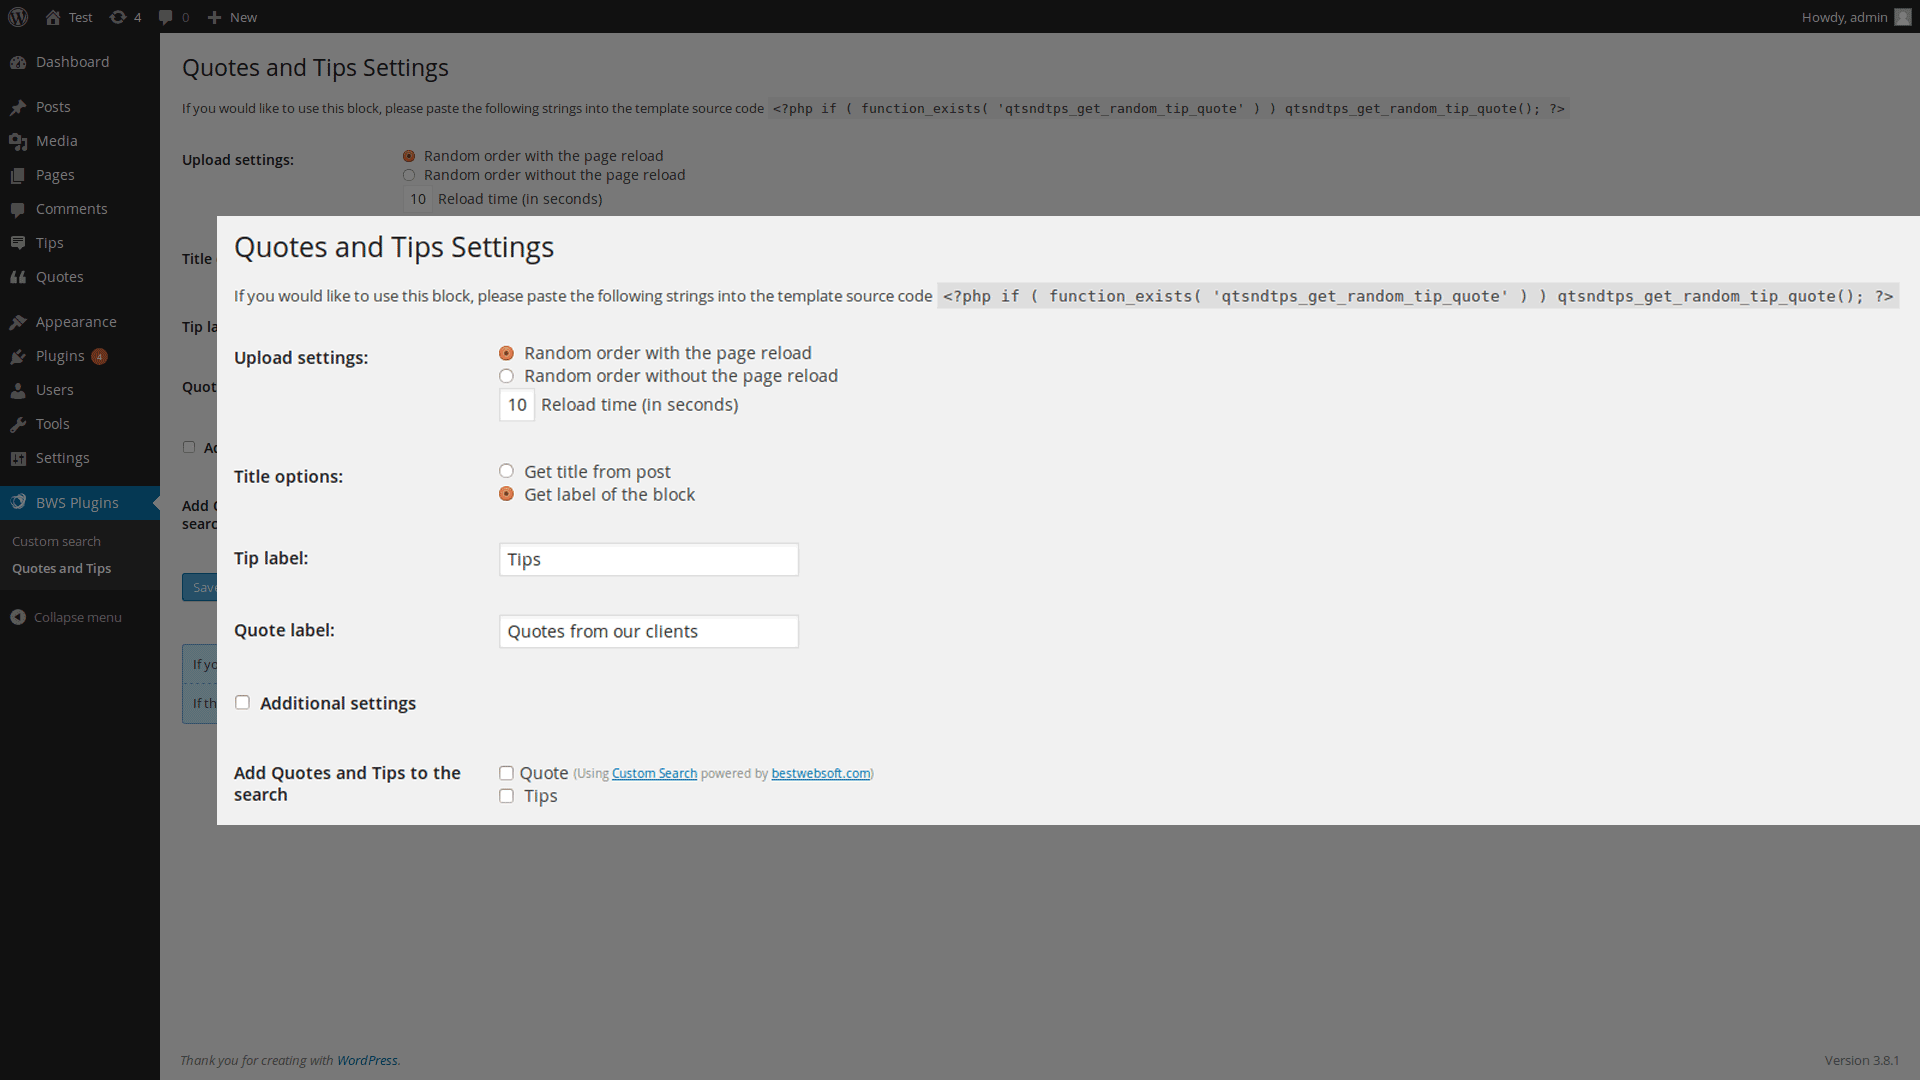 Test 4 0 New Howdy, admin
Dashboard
Posts
Media
Pages
Comments
Tips
Quotes
Appearance
Plugins 4
Users
Tools
Settings
BWS Plugins
Custom search
Quotes and Tips
Collapse menu
Quotes and Tips Settings
If you would like to use this block, please paste the following strings into the template source code <?php if ( function_exists( 'qtsndtps_get_random_tip_quote' ) ) qtsndtps_get_random_tip_quote(); ?>
Upload settings:
Random order with the page reload
Random order without the page reload
10 Reload time (in seconds)
Title
Tip la
Quot
Ad
Add
searc
Save
If yo
If th
Quotes and Tips Settings
If you would like to use this block, please paste the following strings into the template source code <?php if ( function_exists( 'qtsndtps_get_random_tip_quote' ) ) qtsndtps_get_random_tip_quote(); ?>
Upload settings:
Random order with the page reload
Random order without the page reload
10 Reload time (in seconds)
Title options:
Get title from post
Get label of the block
Tip label:
Tips
Quote label:
Quotes from our clients
Additional settings
Add Quotes and Tips to the
search
Quote (Using Custom Search powered by bestwebsoft.com)
Tips
Thank you for creating with WordPress.
Version 3.8.1